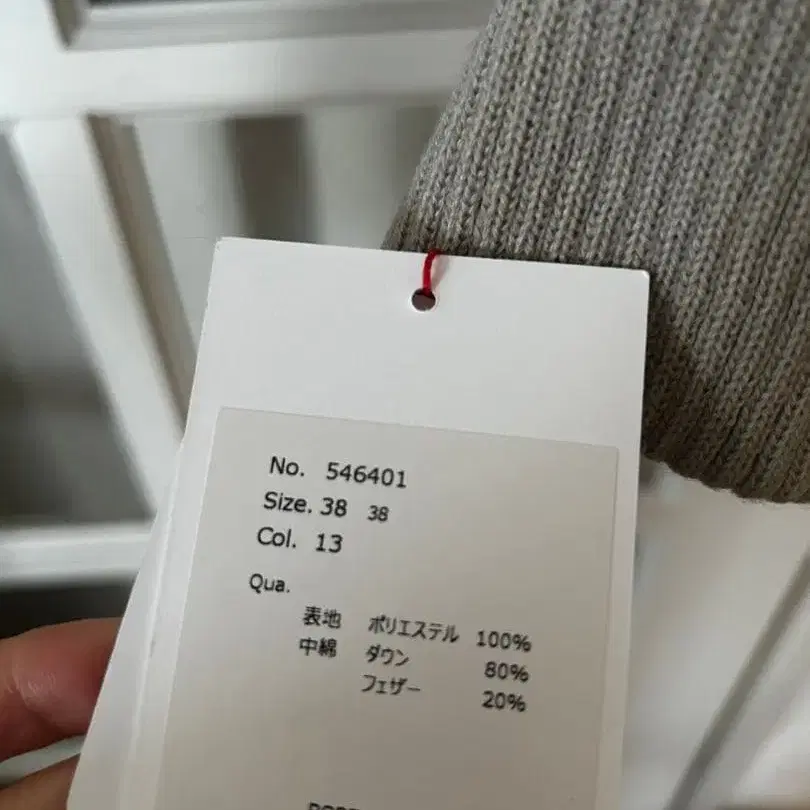 No. 546401
Size. 38 38
Col. 13
Qua.
表地 ポリエステル 100%
中綿 ダウン 80%
フェザー 20%